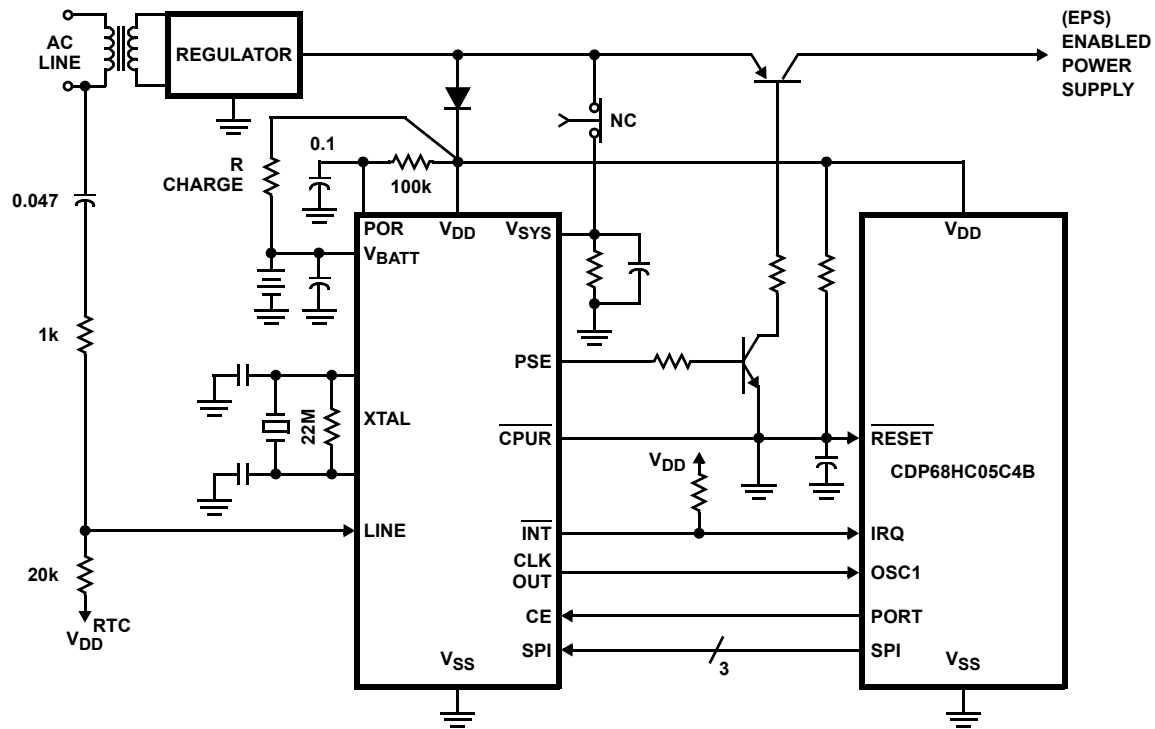 (EPS)
ENABLED
POWER
SUPPLY
AC
LINE
REGULATOR
NC
0.1
R
CHARGE
100k
0.047
POR
VDD
VSYS
VBATT
VDD
1k
PSE
XTAL
22M
CPUR
RESET
VDD
CDP68HC05C4B
LINE
INT
IRQ
CLK
OUT
OSC1
20k
CE
PORT
RTC
VDD
SPI
SPI
3
VSS
VSS